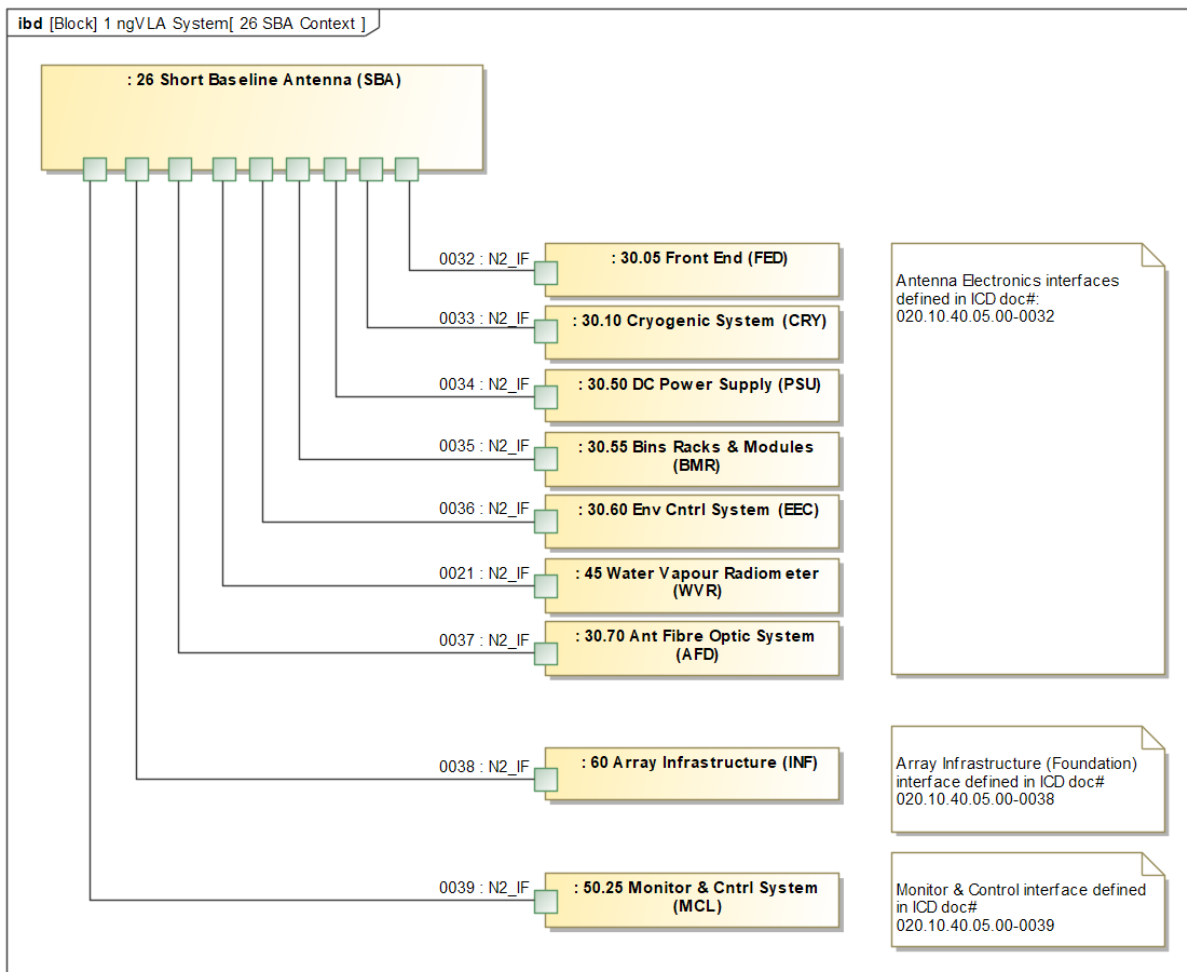 ibd [Block] 1 ngVLA System[ 26 SBA Context ]
: 26 Short Baseline Antenna (SBA)
0032 : N2_IF
: 30.05 Front End (FED)
0033 : N2_IF
: 30.10 Cryogenic System (CRY)
0034 : N2_IF
: 30.50 DC Power Supply (PSU)
0035 : N2_IF
: 30.55 Bins Racks & Modules
(BMR)
0036 : N2_IF
: 30.60 Env Cntrl System (EEC)
0021 : N2_IF
: 45 Water Vapour Radiometer
(WVR)
0037 : N2_IF
: 30.70 Ant Fibre Optic System
(AFD)
Antenna Electronics interfaces
defined in ICD doc#:
020.10.40.05.00-0032
0038 : N2_IF
: 60 Array Infrastructure (INF)
Array Infrastructure (Foundation)
interface defined in ICD doc#
020.10.40.05.00-0038
0039 : N2_IF
: 50.25 Monitor & Cntrl System
(MCL)
Monitor & Control interface defined
in ICD doc#
020.10.40.05.00-0039